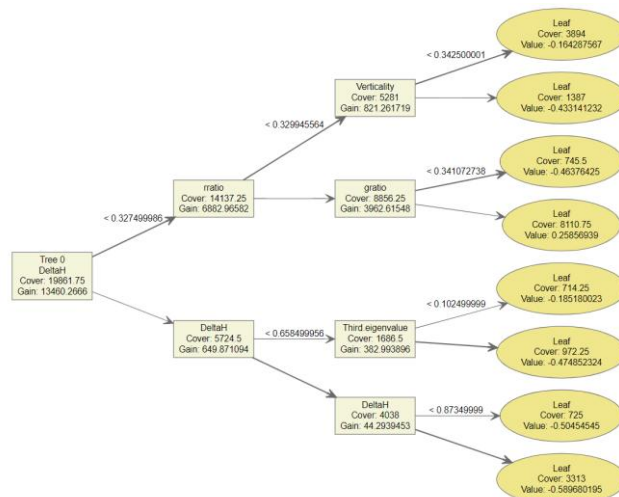 Leaf
Cover: 3894
Value: -0.164287567
< 0.342500001
Verticality
Cover: 5281
Gain: 821.261719
Leaf
Cover: 1387
Value: -0.433141232
< 0.329945564
Leaf
Cover: 745.5
Value: -0.46376425
< 0.341072738
rratio
Cover: 14137.25
Gain: 6882.96582
gratio
Cover: 8856.25
Gain: 3962.61548
< 0.327499986
Leaf
Cover: 8110.75
Value: 0.25856939
Tree 0
DeltaH
Cover: 19861.75
Gain: 13460.2666
Leaf
Cover: 714.25
Value: -0.185180023
< 0.102499999
DeltaH
Cover: 5724.5
Gain: 649.871094
< 0.658499956
Third eigenvalue
Cover: 1686.5
Gain: 382.993896
Leaf
Cover: 972.25
Value: -0.474852324
DeltaH
Cover: 4038
Gain: 44.2939453
< 0.87349999
Leaf
Cover: 725
Value: -0.50454545
Leaf
Cover: 3313
Value: -0.589680195